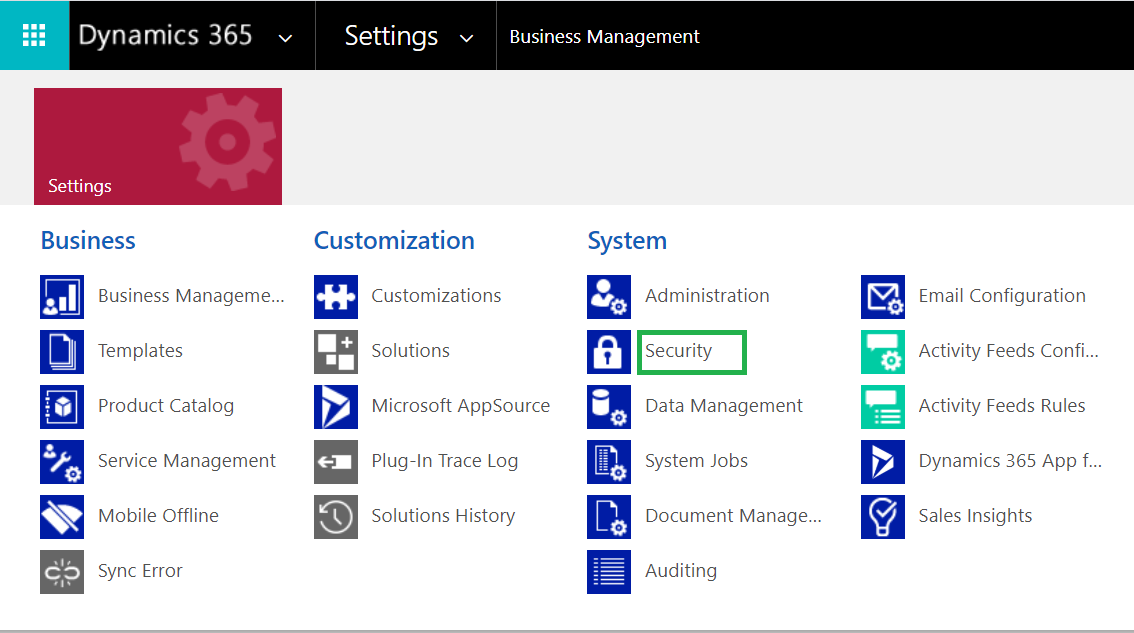 Dynamics 365
Settings
Business Management
Settings
Business
Business Manageme...
Templates
Product Catalog
Service Management
Mobile Offline
Sync Error
Customization
Customizations
Solutions
Microsoft AppSource
Plug-In Trace Log
Solutions History
System
Administration
Security
Data Management
System Jobs
Document Manage...
Auditing
Email Configuration
Activity Feeds Confi...
Activity Feeds Rules
Dynamics 365 App f...
Sales Insights